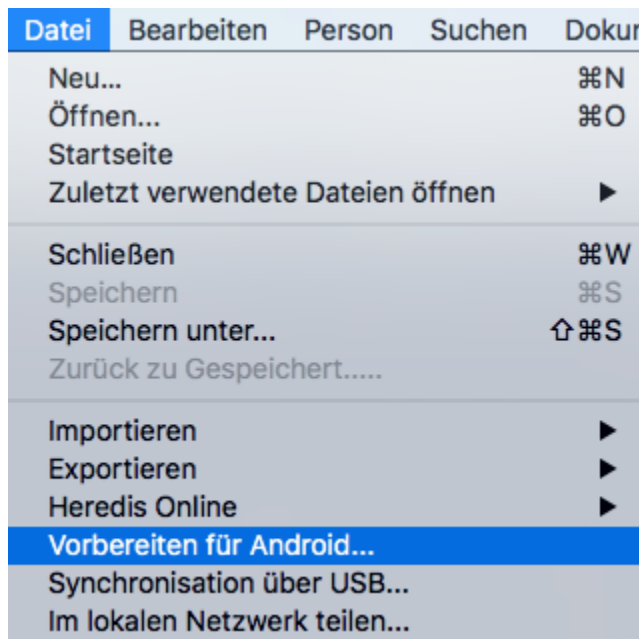 Datei Bearbeiten Person Suchen
Neu... ⌘N
Öffnen... ⌘O
Startseite
Zuletzt verwendete Dateien öffnen ▶
Schließen ⌘W
Speichern ⌘S
Speichern unter... ⇧⌘S
Zurück zu Gespeichert.....
Importieren ▶
Exportieren ▶
Heredis Online ▶
Vorbereiten für Android...
Synchronisation über USB...
Im lokalen Netzwerk teilen...